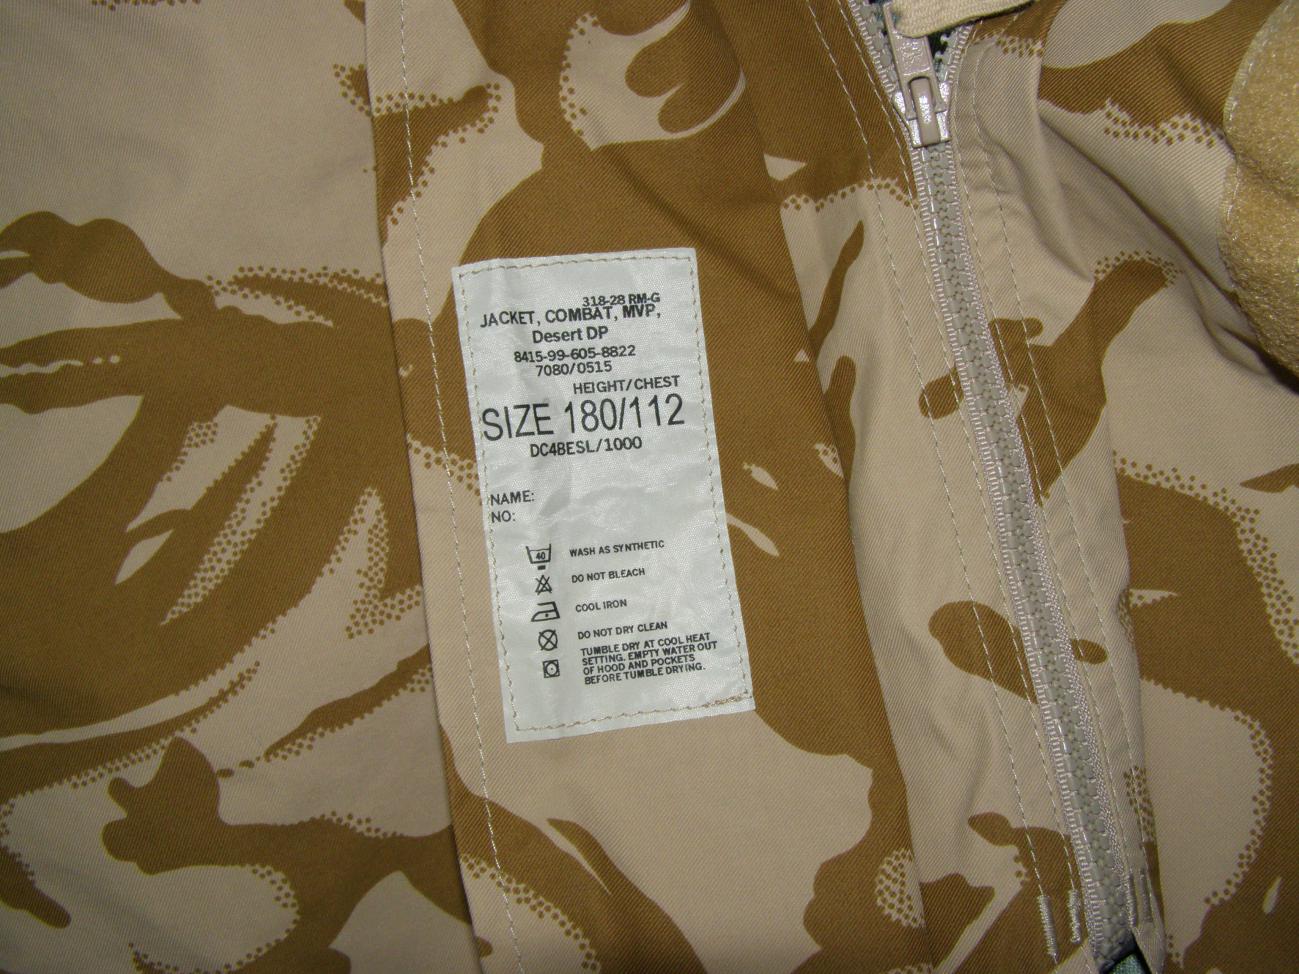 318-28 RM-G
JACKET, COMBAT, MVP,
Desert DP
8415-99-605-8822
7080/0515
HEIGHT/CHEST
SIZE 180/112
DC4BESL/1000
NAME:
NO:
40 WASH AS SYNTHETIC
DO NOT BLEACH
COOL IRON
DO NOT DRY CLEAN
TUMBLE DRY AT COOL HEAT
SETTING. EMPTY WATER OUT
OF HOOD AND POCKETS
BEFORE TUMBLE DRYING.